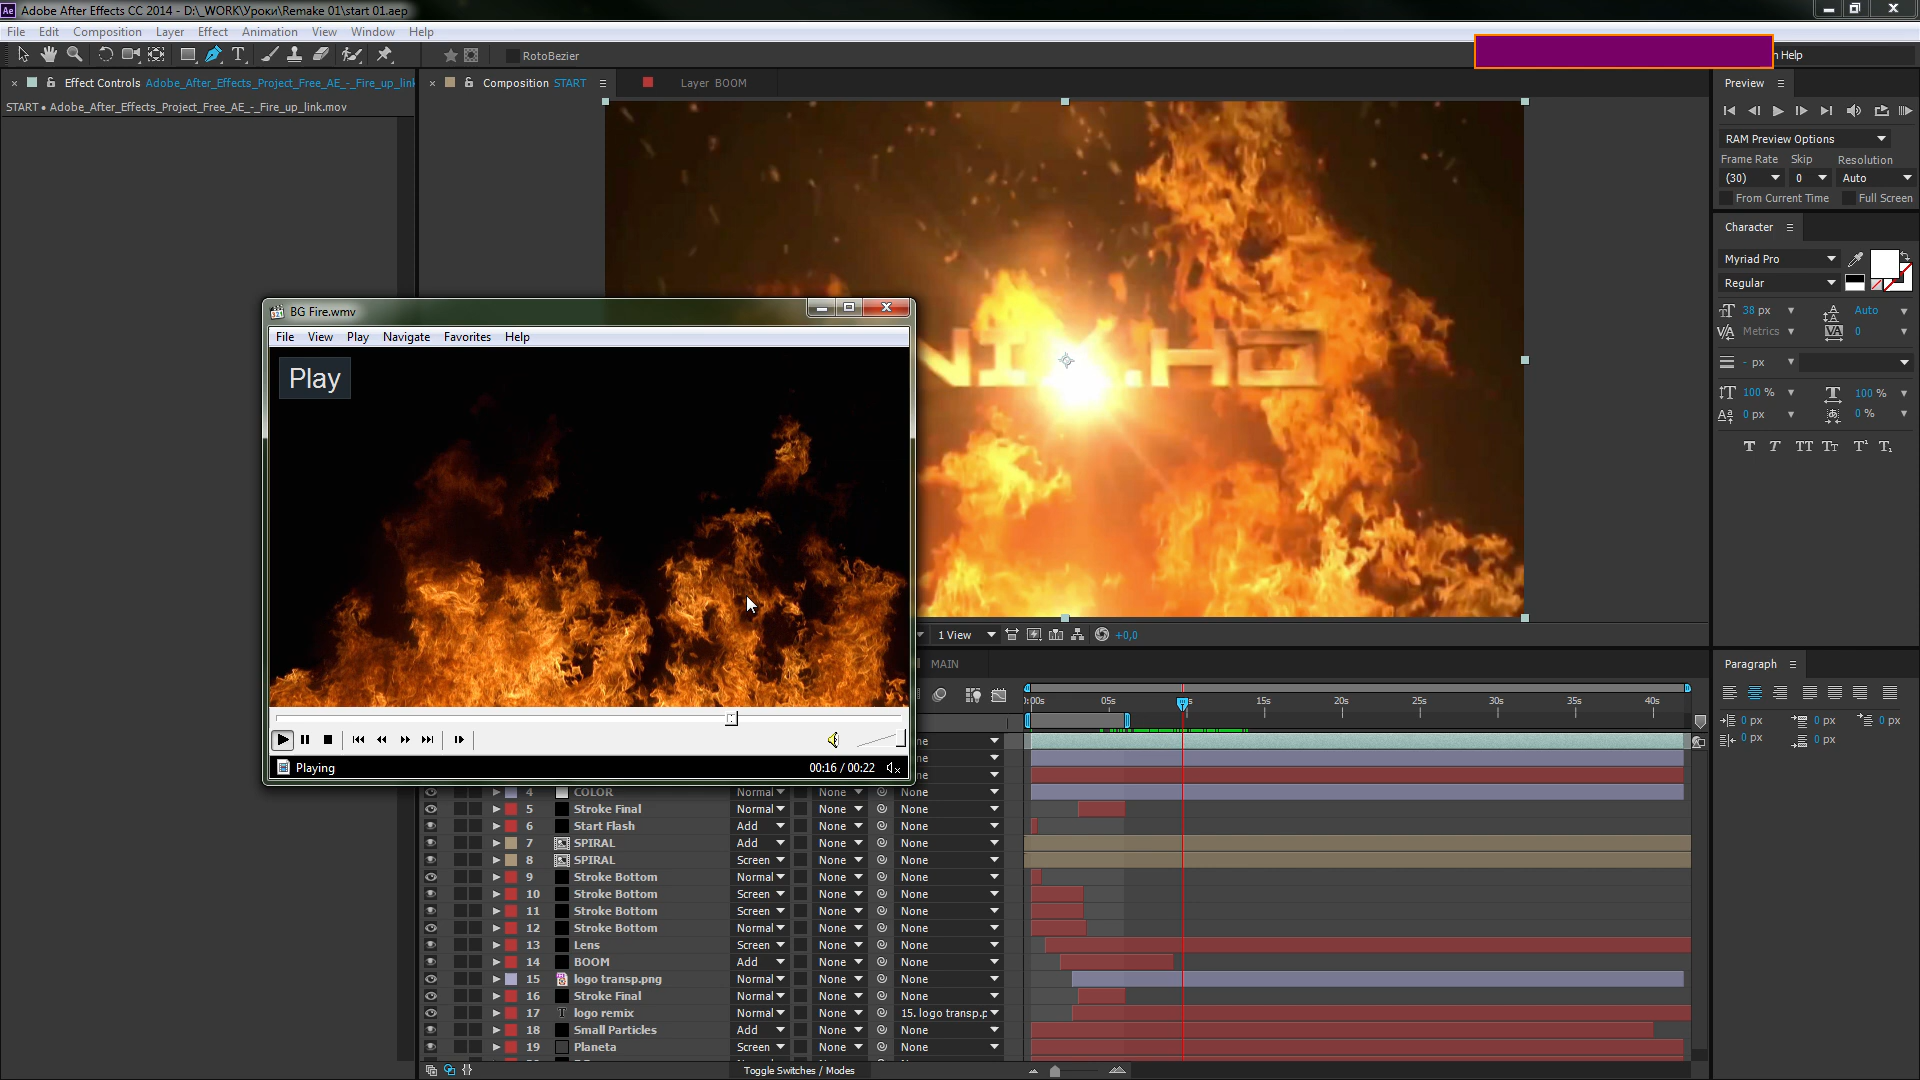 Adobe After Effects CC 2014 - D:\_WORK\Уроки\Remake 01\start 01.aep
File Edit Composition Layer Effect Animation View Window Help
RotoBezier
Help
Effect Controls Adobe_After_Effects_Project_Free_AE_-_Fire_up_link
START • Adobe_After_Effects_Project_Free_AE_-_Fire_up_link.mov
Composition START
Layer BOOM
Preview
RAM Preview Options
Frame Rate Skip Resolution
(30) 0 Auto
From Current Time Full Screen
Character
Myriad Pro
Regular
38 px Auto
Metrics 0
- px
100 % 100 %
0 px 0 %
T T TT Tт T¹ T₁
BG Fire.wmv
File View Play Navigate Favorites Help
Play
Playing 00:16 / 00:22
1 View +0,0
MAIN
Paragraph
0 px 0 px 0 px
0 px 0 px
0:00s 05s 15s 20s 25s 30s 35s 40s
4 COLOR Normal None None
5 Stroke Final Normal None None
6 Start Flash Add None None
7 SPIRAL Add None None
8 SPIRAL Screen None None
9 Stroke Bottom Normal None None
10 Stroke Bottom Screen None None
11 Stroke Bottom Screen None None
12 Stroke Bottom Normal None None
13 Lens Screen None None
14 BOOM Add None None
15 logo transp.png Normal None None
16 Stroke Final Normal None None
17 logo remix Normal None 15. logo transp.p
18 Small Particles Add None None
19 Planeta Screen None None
Toggle Switches / Modes